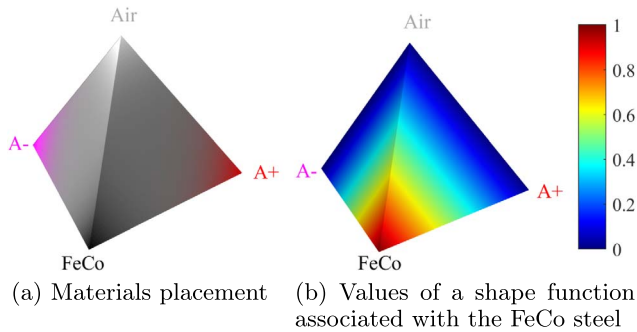 Air
A-
A+
FeCo
(a) Materials placement
Air
A-
A+
FeCo
1
0.8
0.6
0.4
0.2
0
(b) Values of a shape function
associated with the FeCo steel